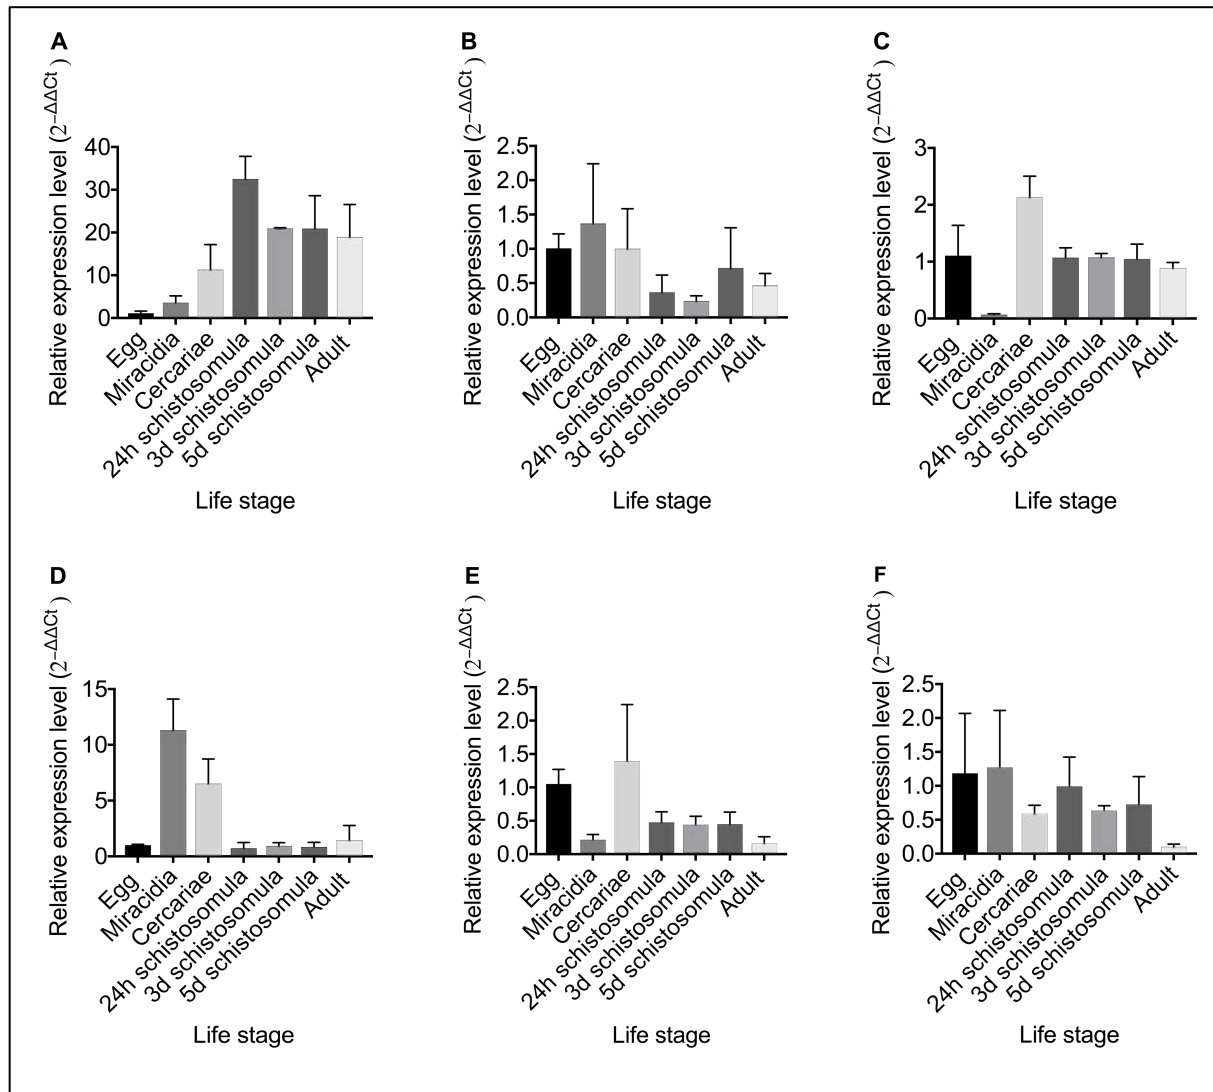 A
Relative expression level (2−ΔΔCt)
40
30
20
10
0
Egg
Miracidia
Cercariae
24h schistosomula
3d schistosomula
5d schistosomula
Adult
Life stage
B
Relative expression level (2−ΔΔCt)
2.5
2.0
1.5
1.0
0.5
0.0
Egg
Miracidia
Cercariae
24h schistosomula
3d schistosomula
5d schistosomula
Adult
Life stage
C
Relative expression level (2−ΔΔCt)
3
2
1
0
Egg
Miracidia
Cercariae
24h schistosomula
3d schistosomula
5d schistosomula
Adult
Life stage
D
Relative expression level (2−ΔΔCt)
15
10
5
0
Egg
Miracidia
Cercariae
24h schistosomula
3d schistosomula
5d schistosomula
Adult
Life stage
E
Relative expression level (2−ΔΔCt)
2.5
2.0
1.5
1.0
0.5
0.0
Egg
Miracidia
Cercariae
24h schistosomula
3d schistosomula
5d schistosomula
Adult
Life stage
F
Relative expression level (2−ΔΔCt)
2.5
2.0
1.5
1.0
0.5
0.0
Egg
Miracidia
Cercariae
24h schistosomula
3d schistosomula
5d schistosomula
Adult
Life stage